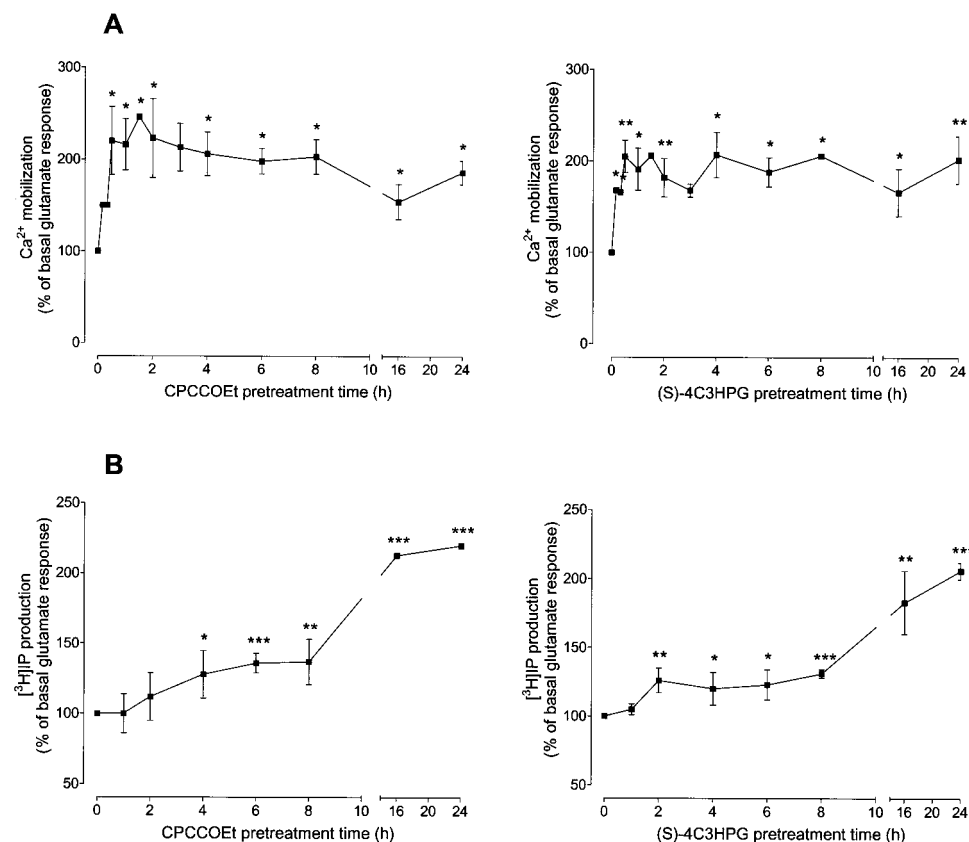 A
Ca²⁺ mobilization
(% of basal glutamate response)
300
200
100
0
* * * * * * * * *
0 2 4 6 8 10 16 20 24
CPCCOEt pretreatment time (h)
Ca²⁺ mobilization
(% of basal glutamate response)
300
200
100
0
* * ** * ** * * * * **
0 2 4 6 8 10 16 20 24
(S)-4C3HPG pretreatment time (h)
B
[³H]IP production
(% of basal glutamate response)
250
200
150
100
50
* *** ** *** ***
0 2 4 6 8 10 16 24
CPCCOEt pretreatment time (h)
[³H]IP production
(% of basal glutamate response)
250
200
150
100
50
** * * *** ** ***
0 2 4 6 8 10 16 24
(S)-4C3HPG pretreatment time (h)